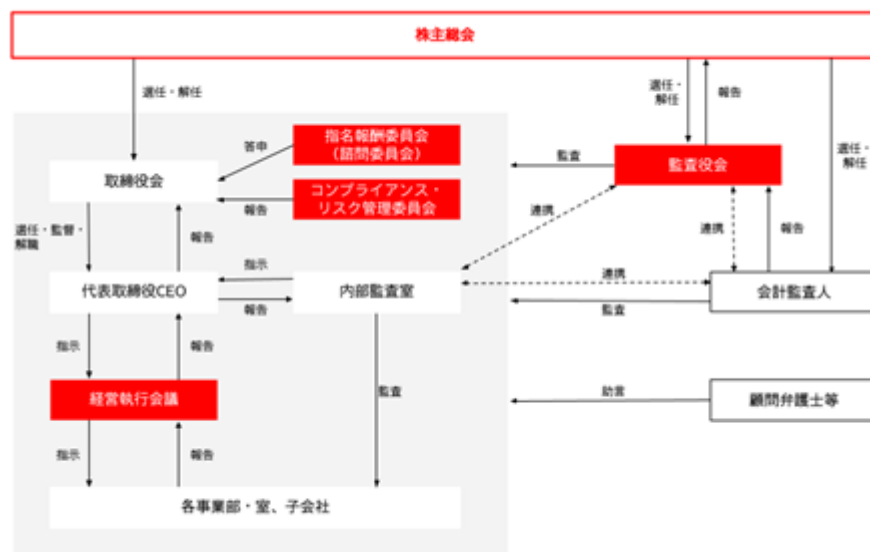 株主総会
選任・解任
選任・
解任
報告
選任・
解任
指名報酬委員会
(諮問委員会)
答申
監査
監査役会
取締役会
コンプライアンス・
リスク管理委員会
報告
連携
連携
報告
選任・監督・
解職
報告
指示
連携
代表取締役CEO
内部監査室
会計監査人
報告
監査
指示
報告
監査
助言
経営執行会議
顧問弁護士等
指示
報告
各事業部・室、子会社